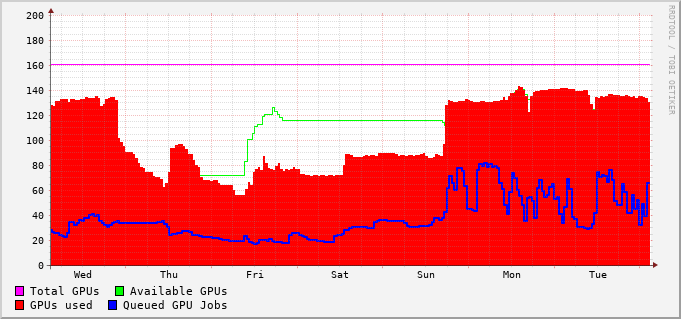 200
180
160
140
120
100
80
60
40
20
0
Wed Thu Fri Sat Sun Mon Tue
RRDTOOL / TOBI OETIKER
Total GPUs Available GPUs
GPUs used Queued GPU Jobs